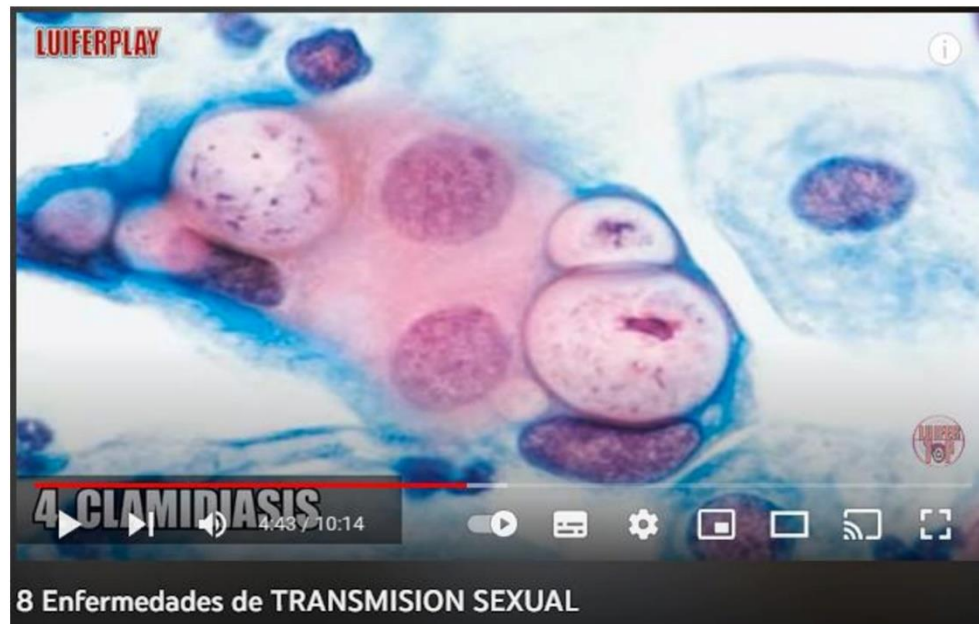 LUIFERPLAY
4 CLAMIDIASIS
4:43 / 10:14
8 Enfermedades de TRANSMISION SEXUAL